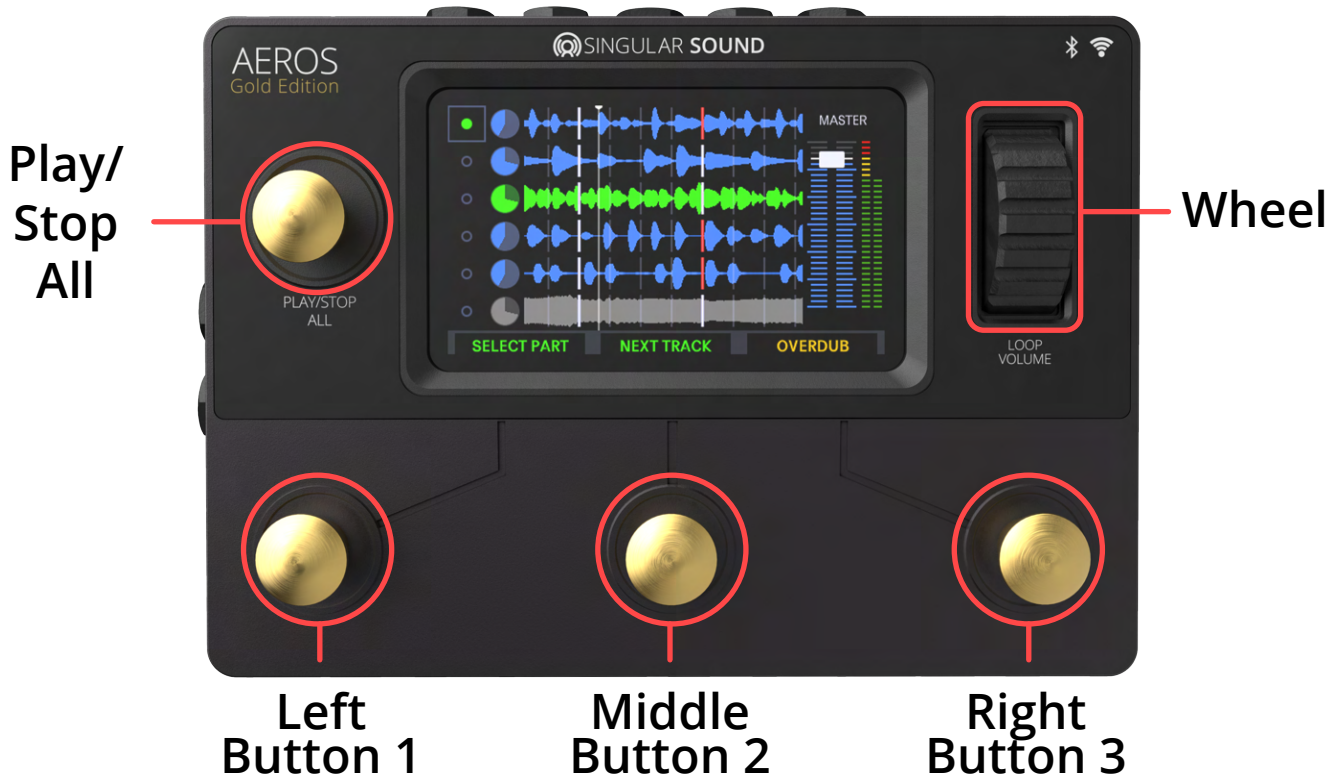 SINGULAR SOUND
AEROS
Gold Edition
MASTER
Play/
Stop
All
Wheel
PLAY/STOP
ALL
SELECT PART
NEXT TRACK
OVERDUB
LOOP
VOLUME
Left
Button 1
Middle
Button 2
Right
Button 3